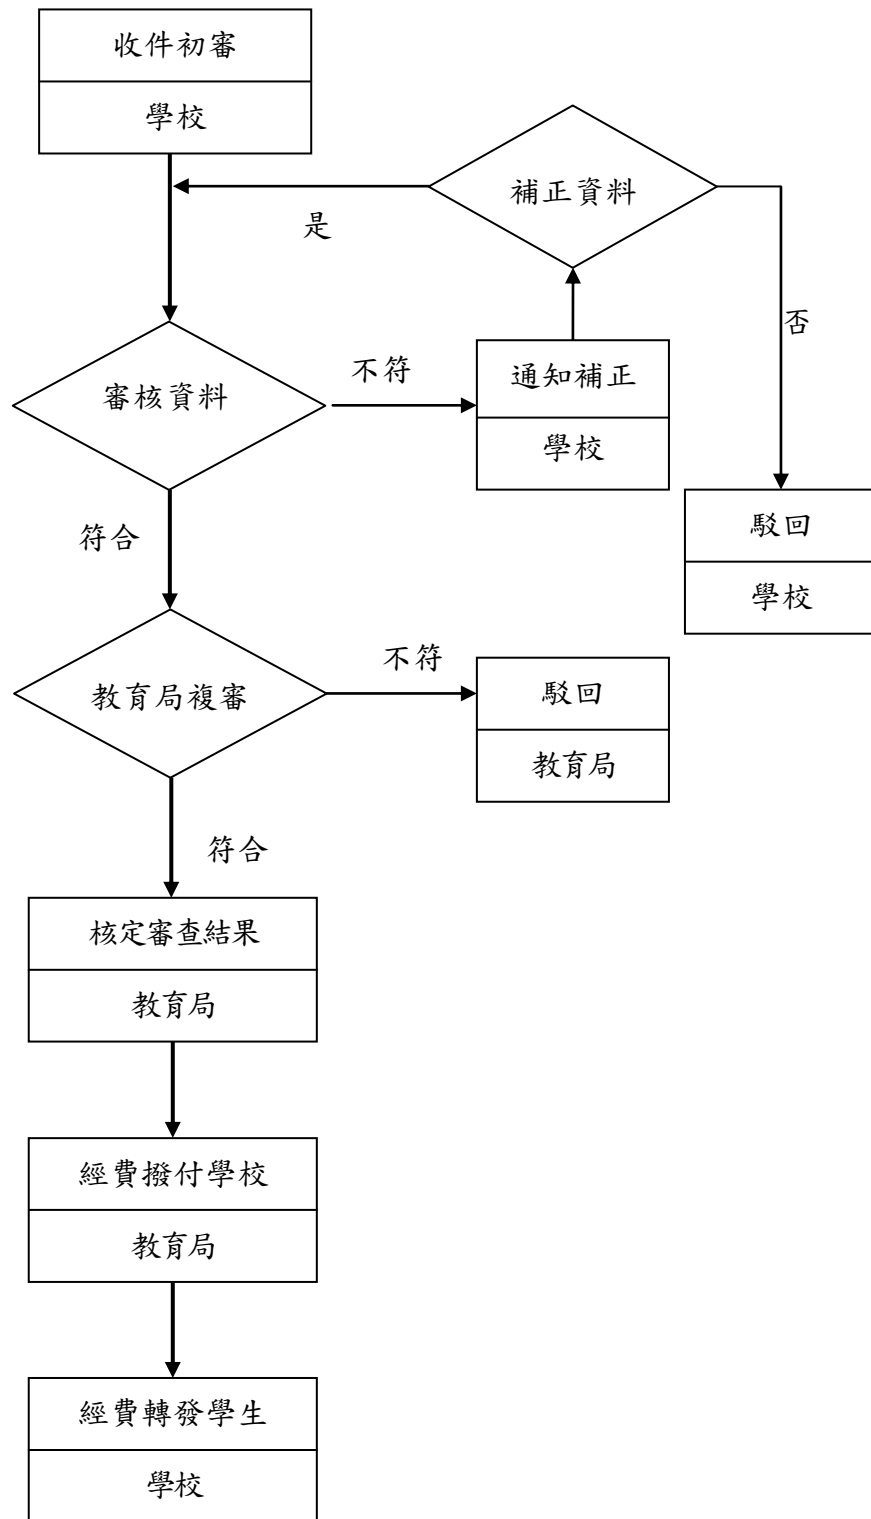 收件初審
學校
補正資料
是
否
審核資料
不符
通知補正
學校
符合
駁回
學校
教育局複審
不符
駁回
教育局
符合
核定審查結果
教育局
經費撥付學校
教育局
經費轉發學生
學校